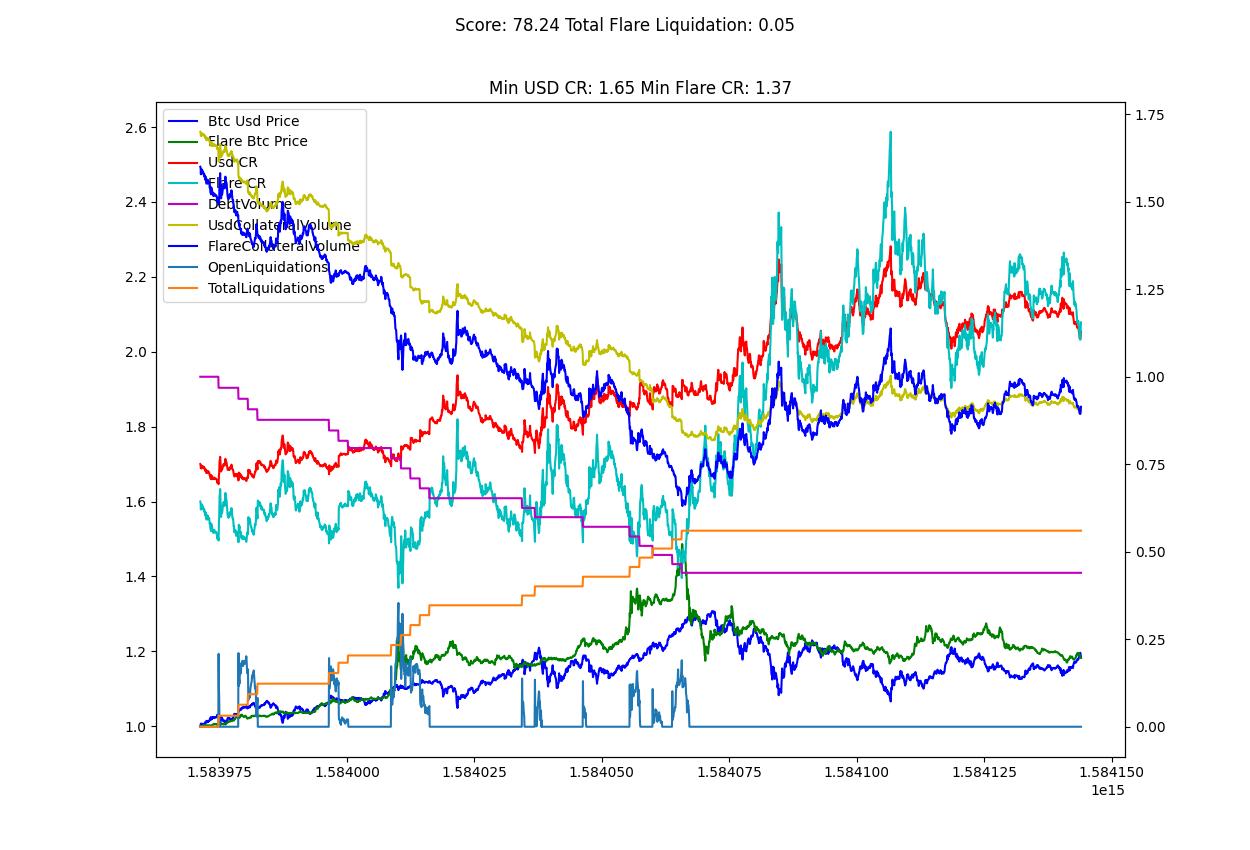 Score: 78.24 Total Flare Liquidation: 0.05
Min USD CR: 1.65 Min Flare CR: 1.37
Btc Usd Price
Flare Btc Price
Usd CR
Flare CR
DebtVolume
UsdCollateralVolume
FlareCollateralVolume
OpenLiquidations
TotalLiquidations
2.6
2.4
2.2
2.0
1.8
1.6
1.4
1.2
1.0
1.75
1.50
1.25
1.00
0.75
0.50
0.25
0.00
1.583975 1.584000 1.584025 1.584050 1.584075 1.584100 1.584125 1.584150
1e15